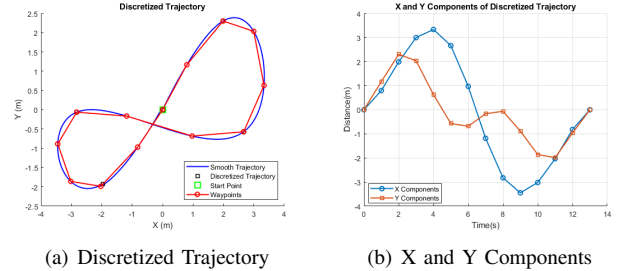 Discretized Trajectory
2.5
2
1.5
1
0.5
0
-0.5
-1
-1.5
-2
-2.5
Y (m)
-4 -3 -2 -1 0 1 2 3 4
X (m)
Smooth Trajectory
Discretized Trajectory
Start Point
Waypoints
(a) Discretized Trajectory
X and Y Components of Discretized Trajectory
4
3
2
1
0
-1
-2
-3
-4
Distance(m)
0 2 4 6 8 10 12 14
Time(s)
X Components
Y Components
(b) X and Y Components